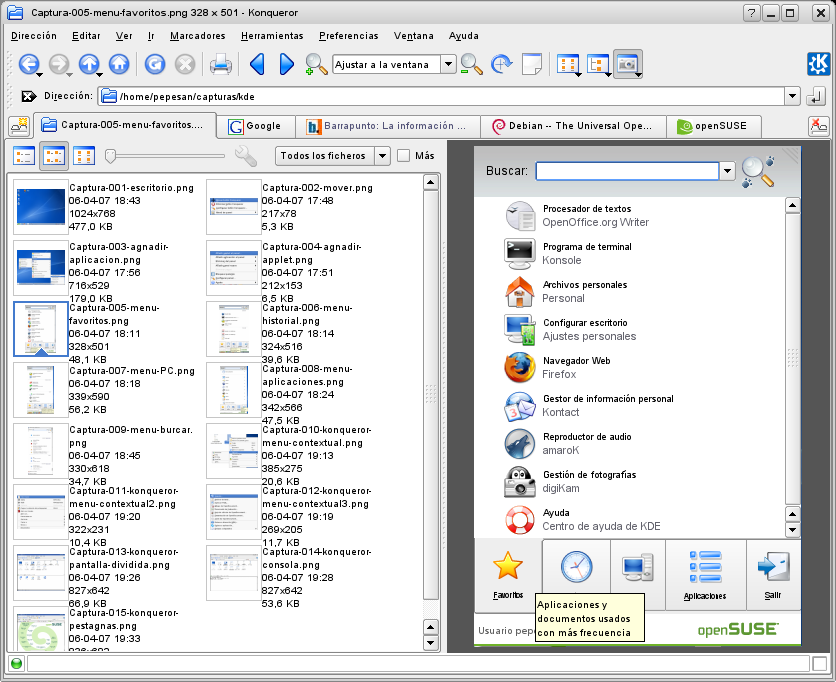 Captura-005-menu-favoritos.png 328 x 501 - Konqueror
Dirección Editar Ver Ir Marcadores Herramientas Preferencias Ventana Ayuda
Ajustar a la ventana
Dirección: /home/pepesan/capturas/kde
Captura-005-menu-favoritos....
Google
Barrapunto: La información ...
Debian -- The Universal Ope...
openSUSE
Todos los ficheros
Más
Captura-001-escritorio.png
06-04-07 18:43
1024x768
477,0 KB
Captura-002-mover.png
06-04-07 17:48
217x78
5,3 KB
Captura-003-agnadir-
aplicacion.png
06-04-07 17:56
716x529
179,0 KB
Captura-004-agnadir-
applet.png
06-04-07 17:51
212x153
6,5 KB
Captura-005-menu-
favoritos.png
06-04-07 18:11
328x501
48,1 KB
Captura-006-menu-
historial.png
06-04-07 18:14
324x516
39,6 KB
Captura-007-menu-PC.png
06-04-07 18:18
339x590
56,2 KB
Captura-008-menu-
aplicaciones.png
06-04-07 18:24
342x566
47,5 KB
Captura-009-menu-burcar.
png
06-04-07 18:45
330x618
34,7 KB
Captura-010-konqueror-
menu-contextual.png
06-04-07 19:13
385x275
20,6 KB
Captura-011-konqueror-
menu-contextual2.png
06-04-07 19:20
322x231
10,4 KB
Captura-012-konqueror-
menu-contextual3.png
06-04-07 19:19
269x205
11,7 KB
Captura-013-konqueror-
pantalla-dividida.png
06-04-07 19:26
827x642
66,9 KB
Captura-014-konqueror-
consola.png
06-04-07 19:28
827x642
53,6 KB
Captura-015-konqueror-
pestagnas.png
06-04-07 19:33
Buscar:
Procesador de textos
OpenOffice.org Writer
Programa de terminal
Konsole
Archivos personales
Personal
Configurar escritorio
Ajustes personales
Navegador Web
Firefox
Gestor de información personal
Kontact
Reproductor de audio
amaroK
Gestión de fotografias
digiKam
Ayuda
Centro de ayuda de KDE
Favoritos
Aplicaciones
Salir
Aplicaciones y
documentos usados
con más frecuencia
Usuario pepe
openSUSE